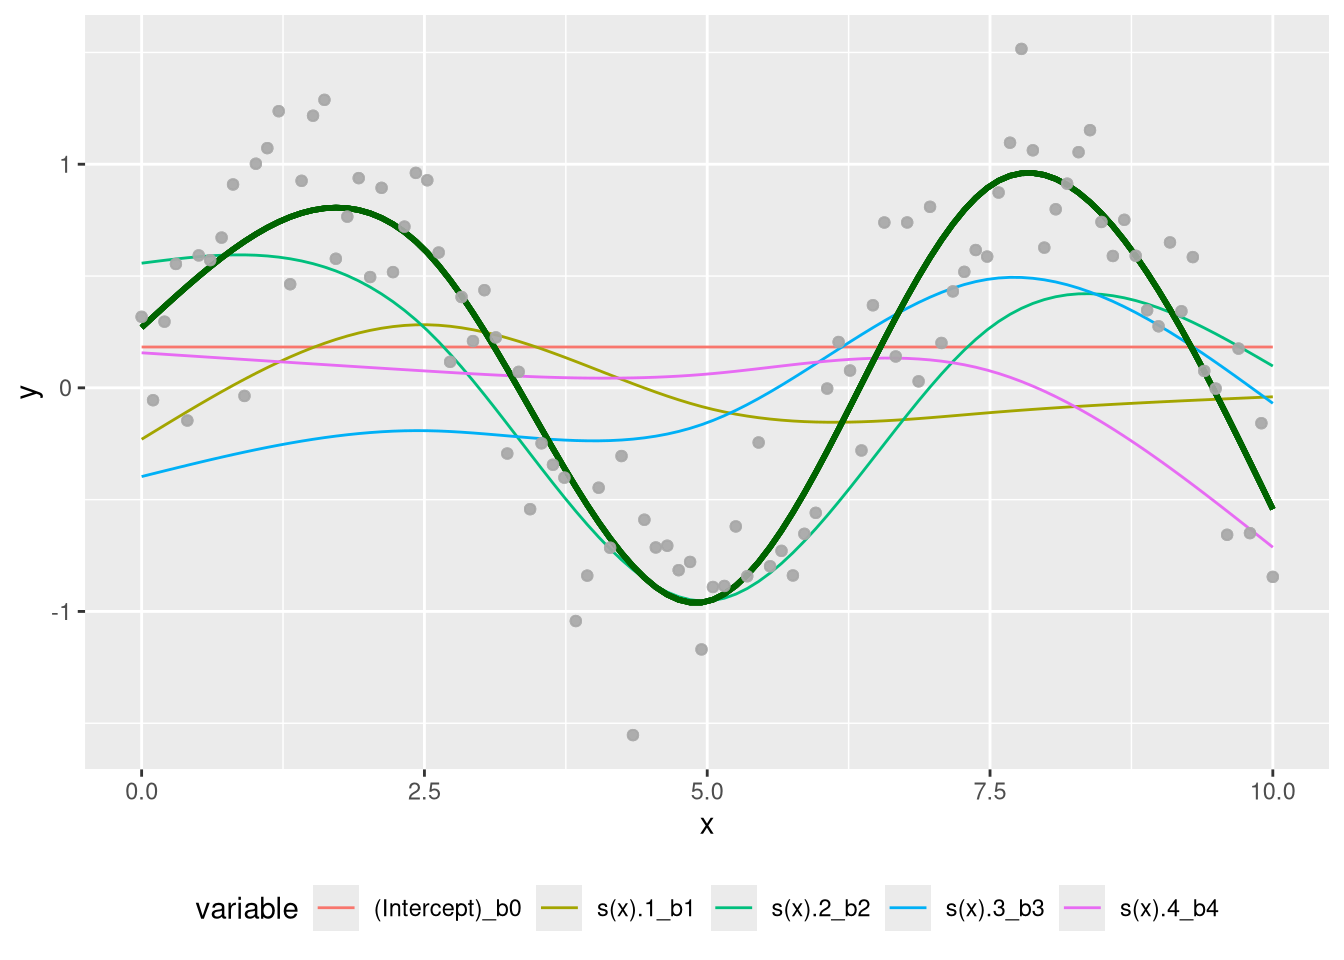 y
1
0
-1
0.0 2.5 5.0 7.5 10.0
x
variable (Intercept)_b0 s(x).1_b1 s(x).2_b2 s(x).3_b3 s(x).4_b4